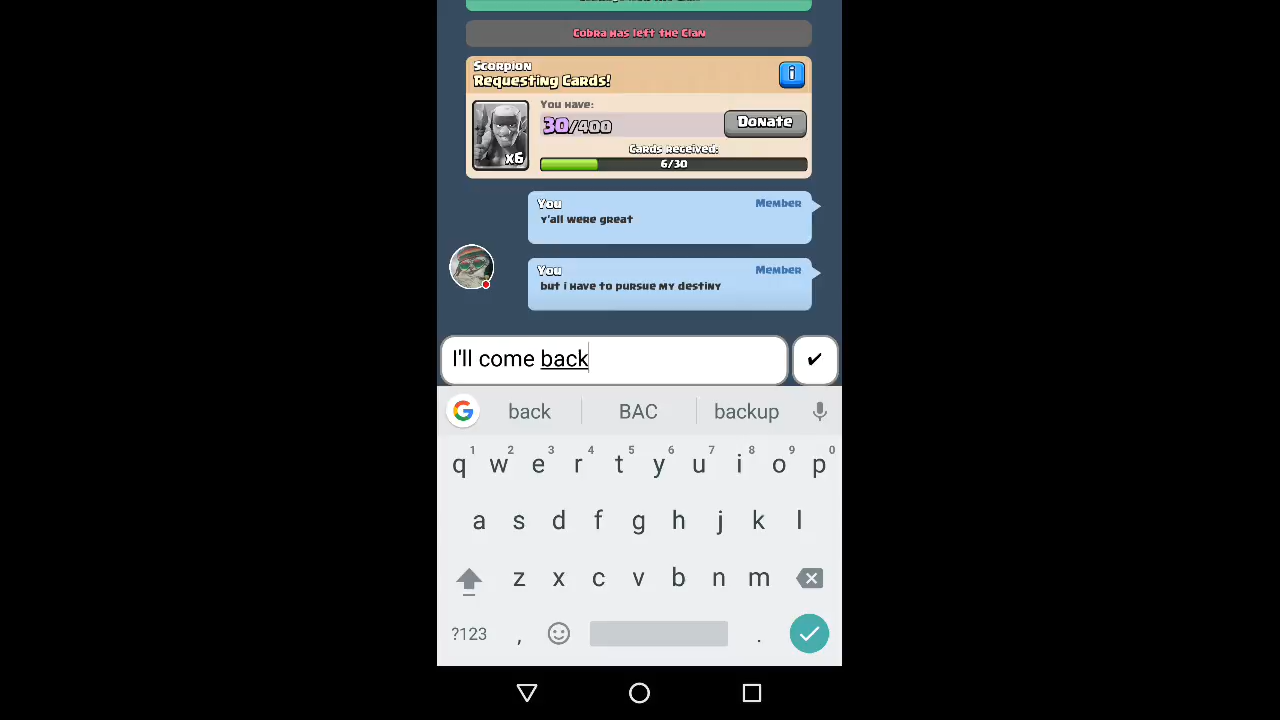 Cobra has left the Clan
Scorpion
Requesting Cards!
i
You have:
30/400
Donate
x6
Cards received:
6/30
You
Member
Y'all were great
You
Member
but i have to pursue my destiny
I'll come back
back BAC backup
1 2 3 4 5 6 7 8 9 0
q w e r t y u i o p
a s d f g h j k l
z x c v b n m
?123 , .